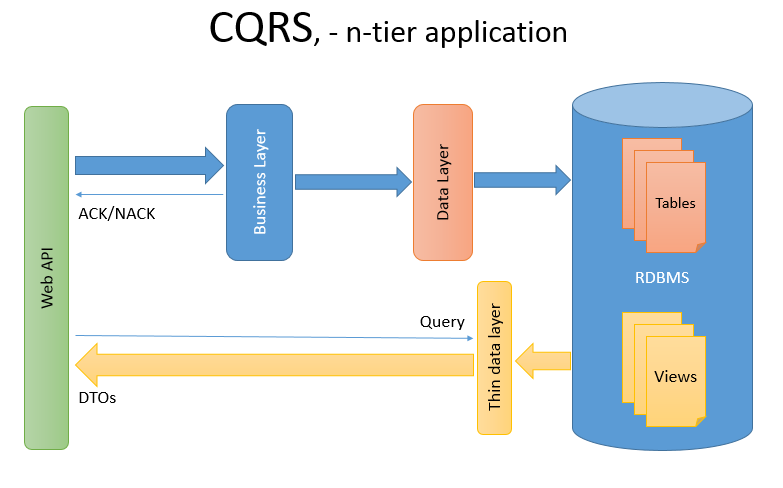 CQRS, - n-tier application
Web API
Business Layer
Data Layer
ACK/NACK
Tables
RDBMS
Query
Thin data layer
Views
DTOs